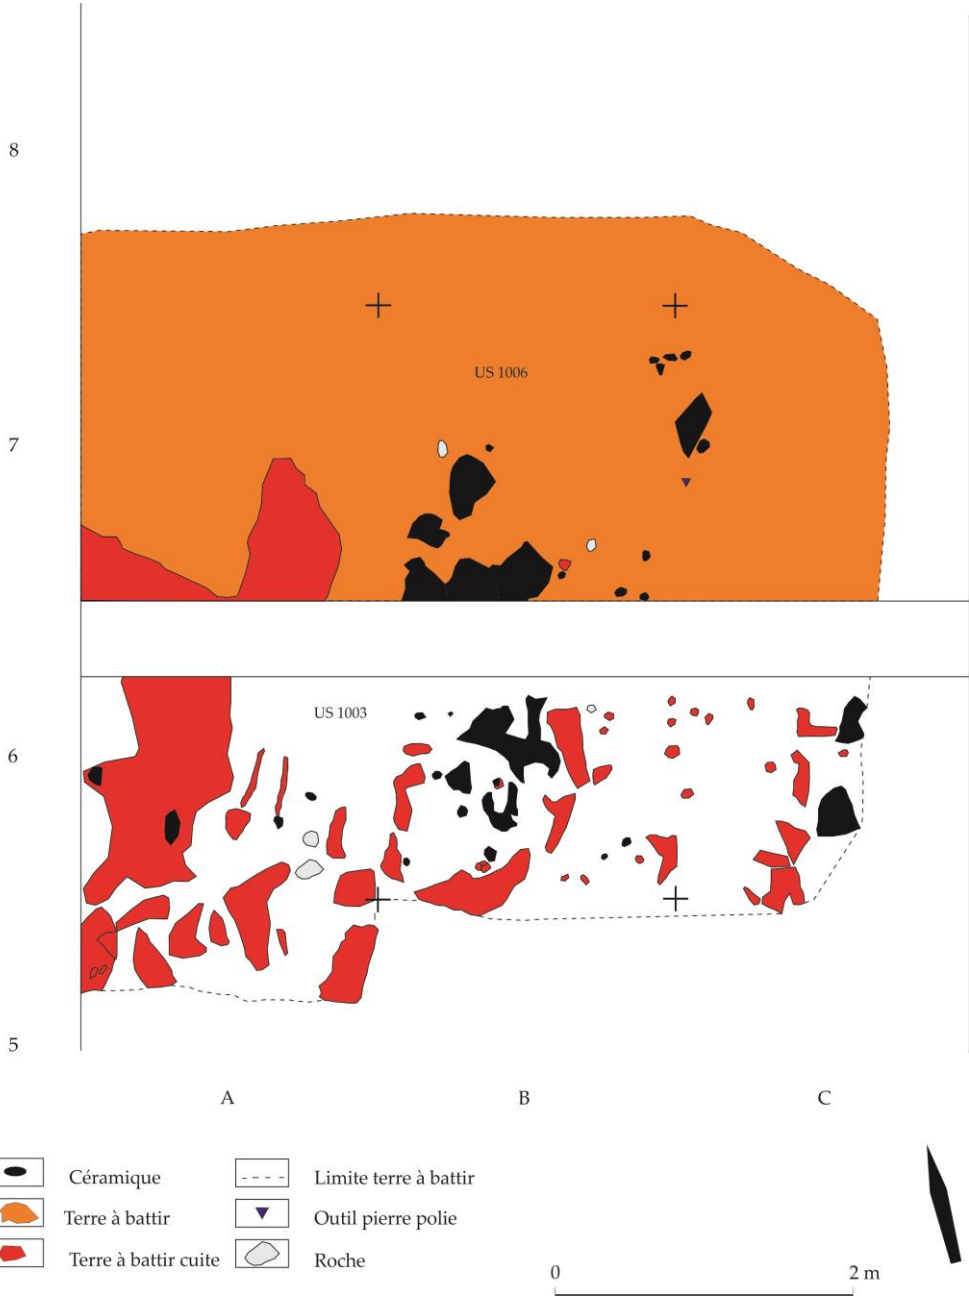 8
US 1006
7
US 1003
6
5
A B C
Céramique
Limite terre à battir
Terre à battir
Outil pierre polie
Terre à battir cuite
Roche
0 2 m